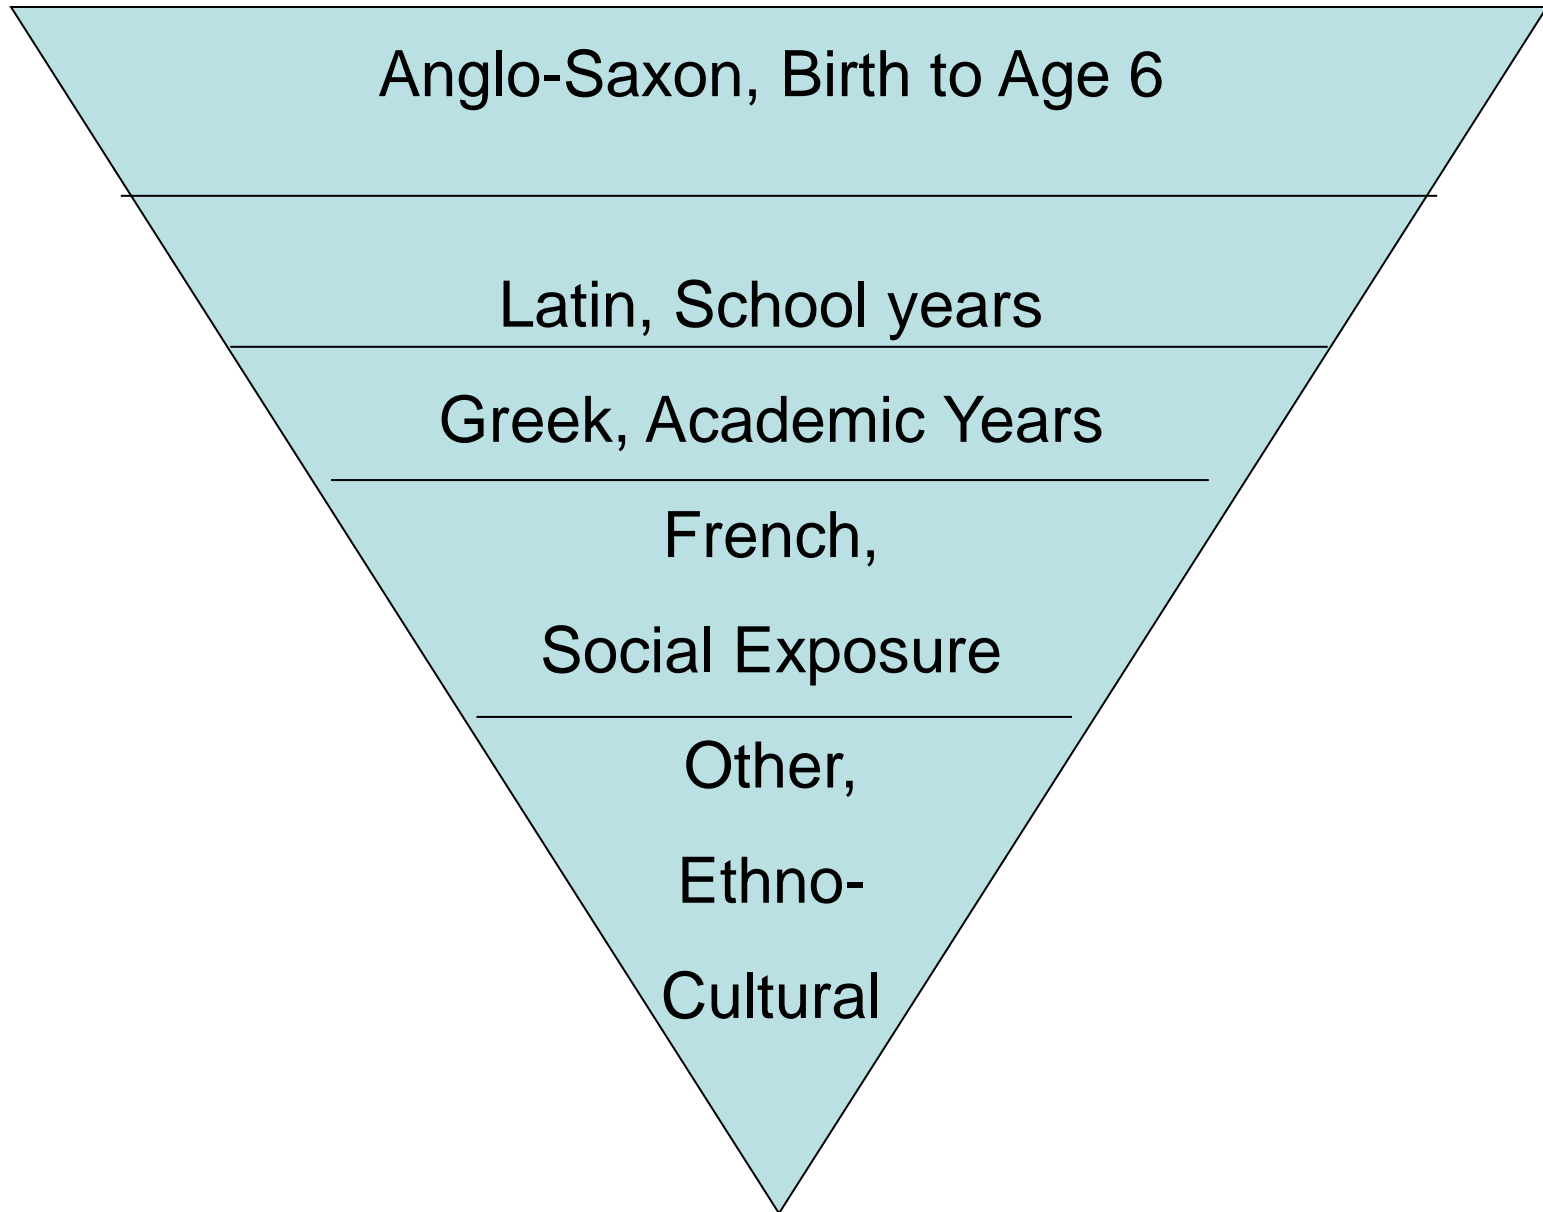 Anglo-Saxon, Birth to Age 6
Latin, School years
Greek, Academic Years
French,
Social Exposure
Other,
Ethno-
Cultural